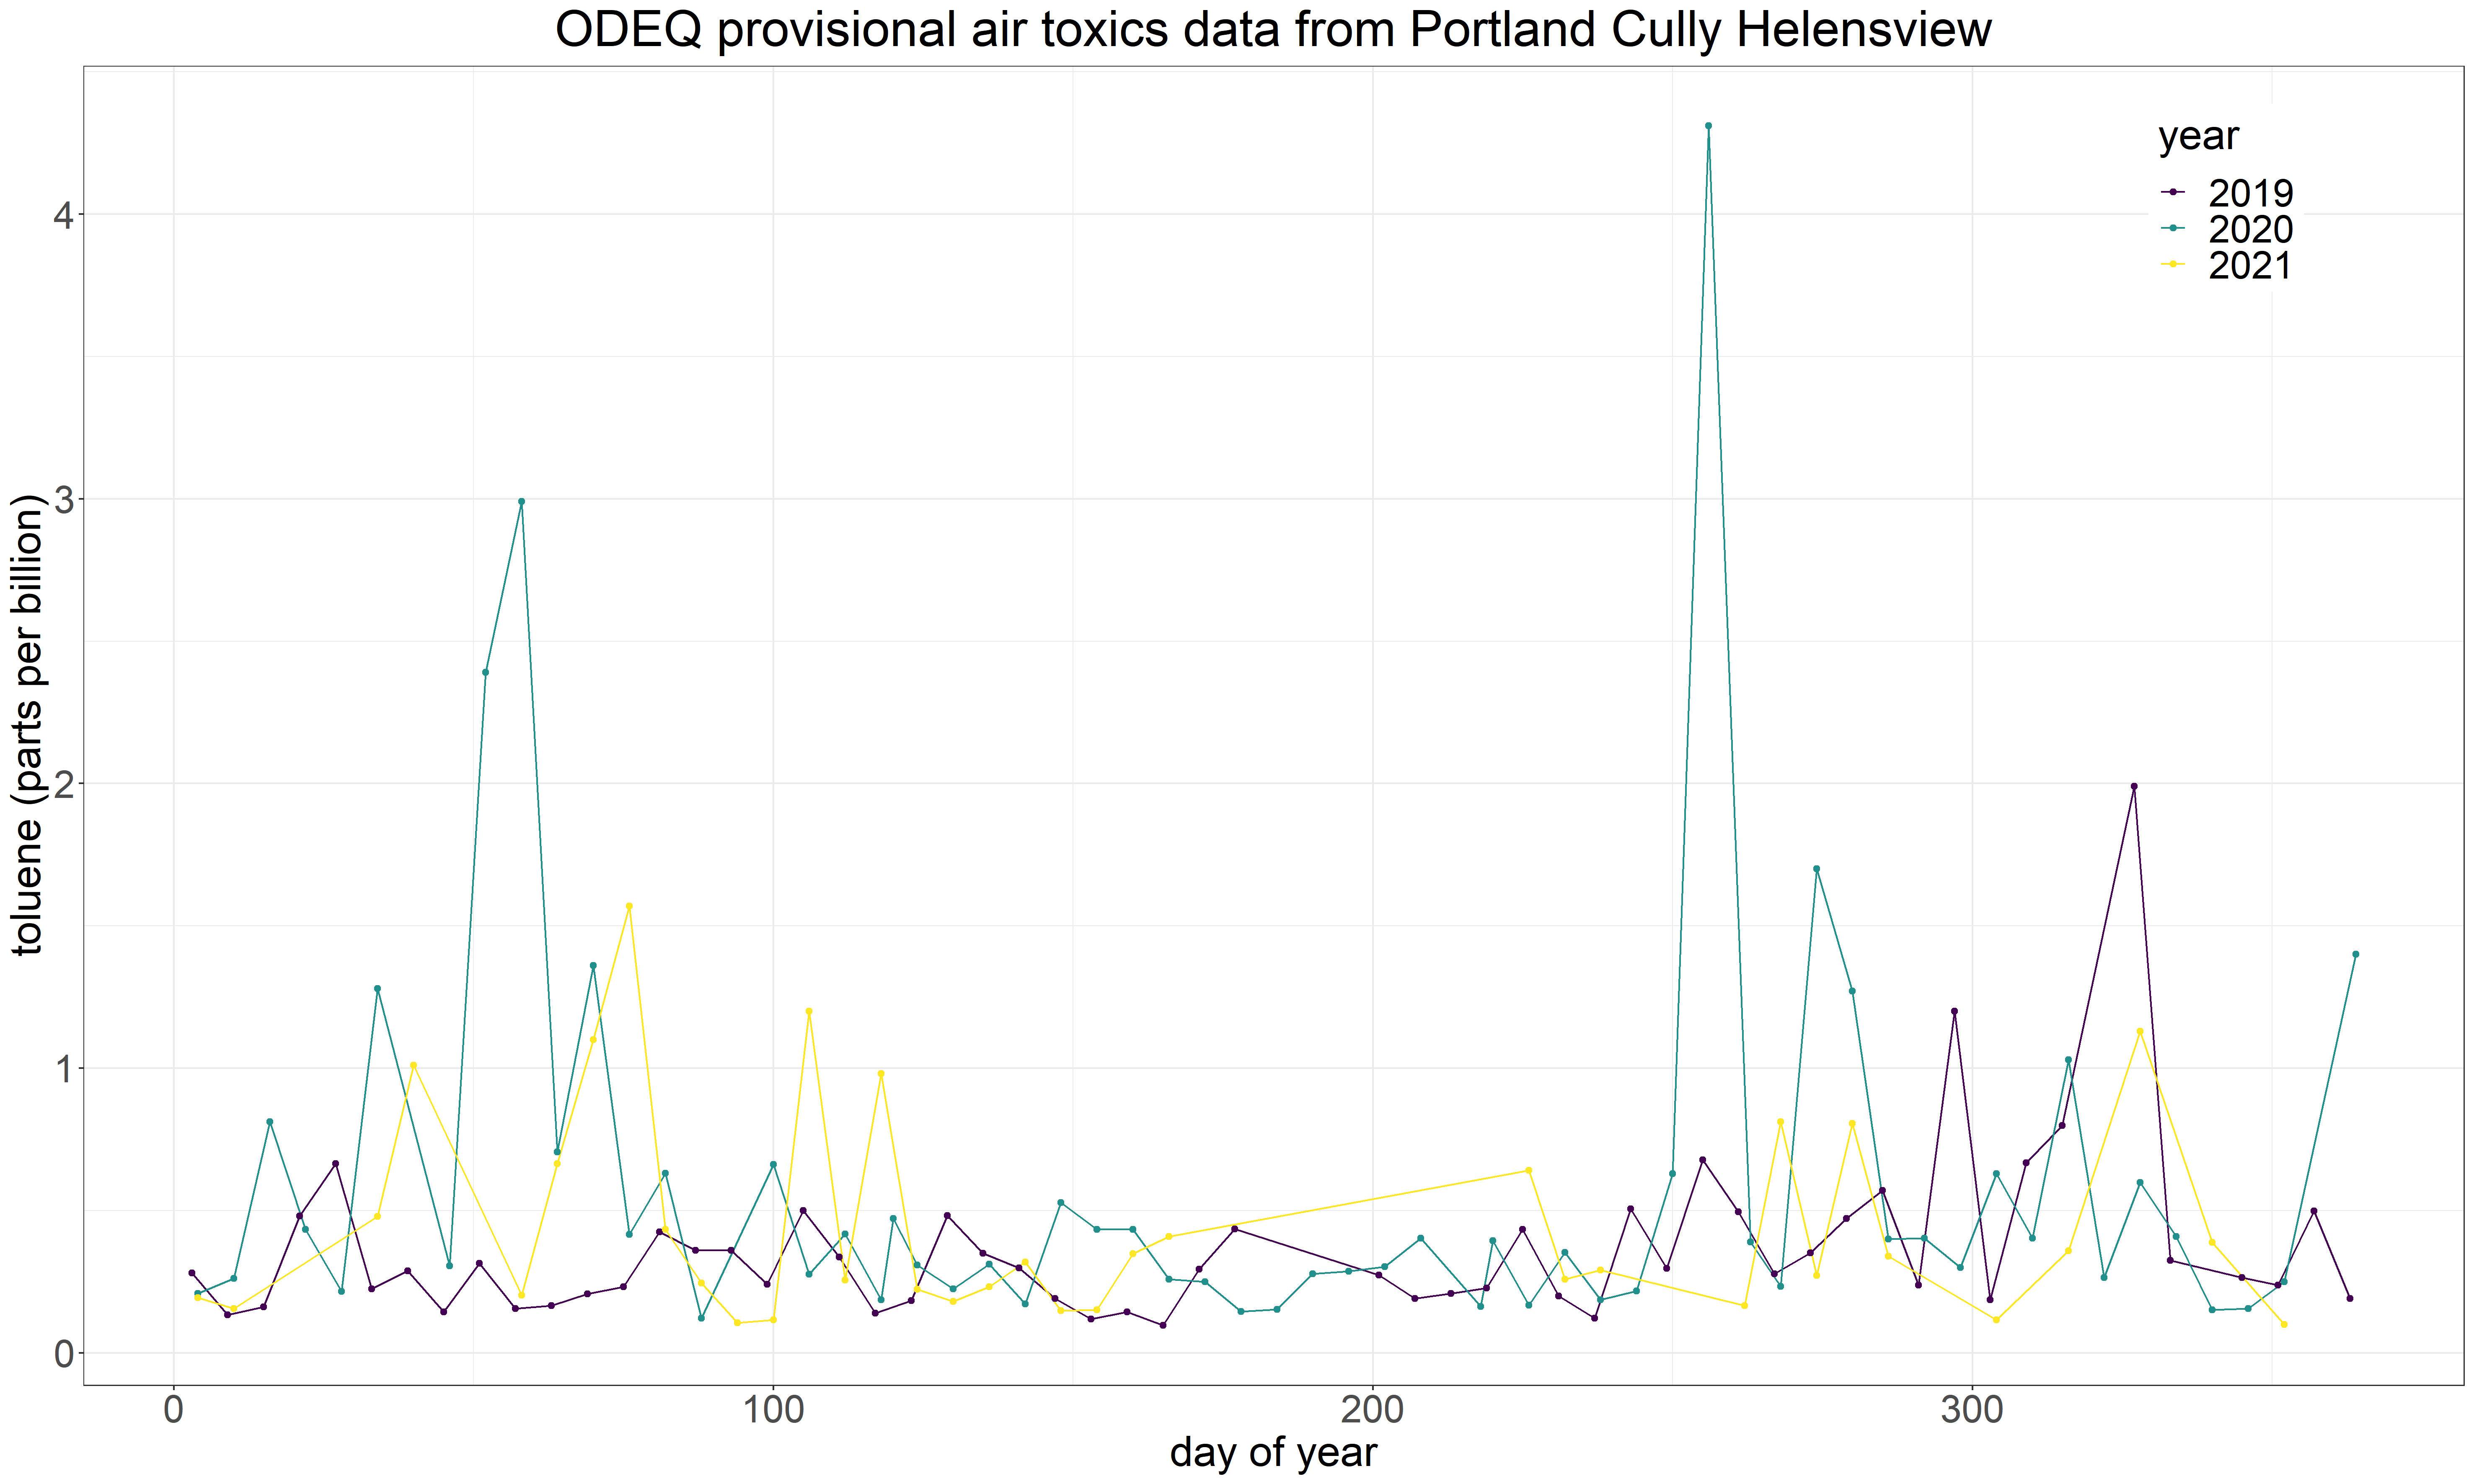 ODEQ provisional air toxics data from Portland Cully Helensview
toluene (parts per billion)
4
3
2
1
0
0 100 200 300
day of year
year
2019
2020
2021